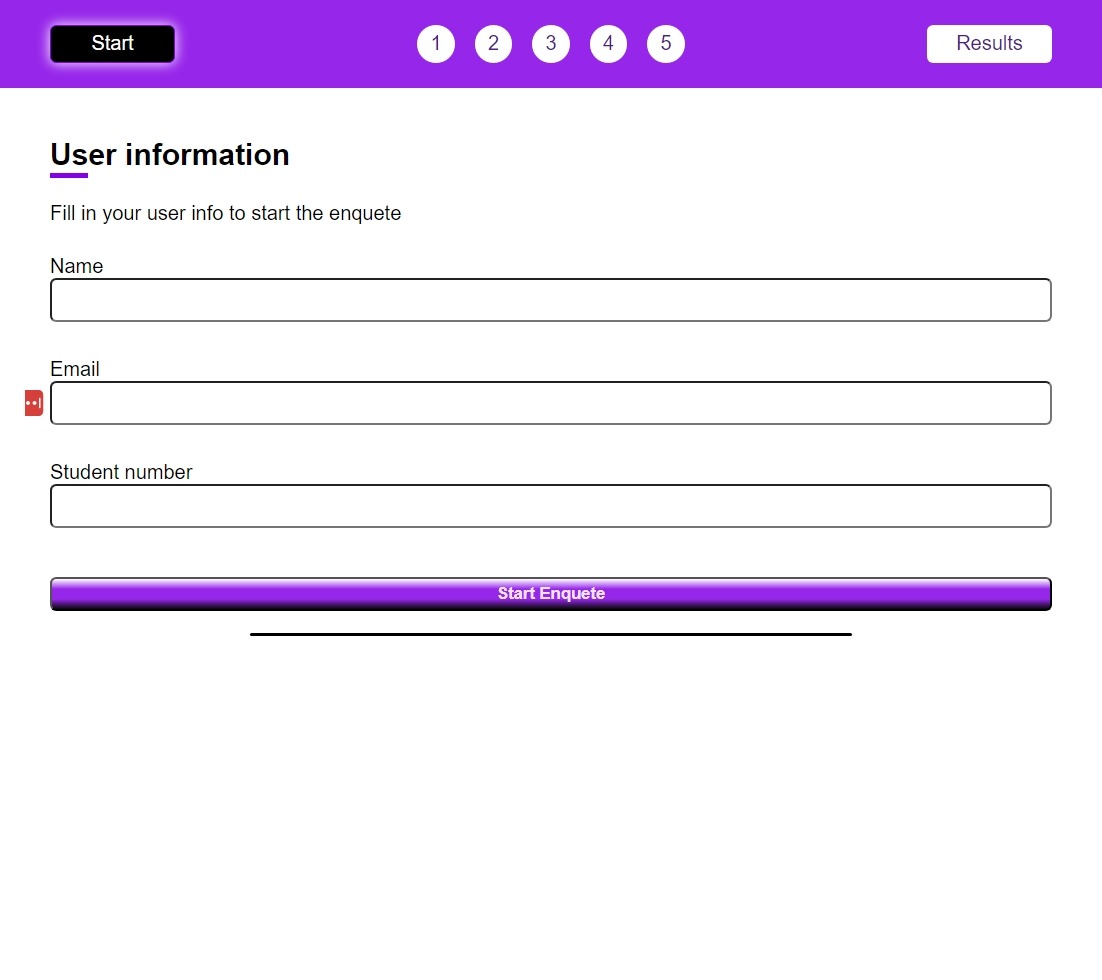 Start
1 2 3 4 5
Results
User information
Fill in your user info to start the enquete
Name
Email
Student number
Start Enquete